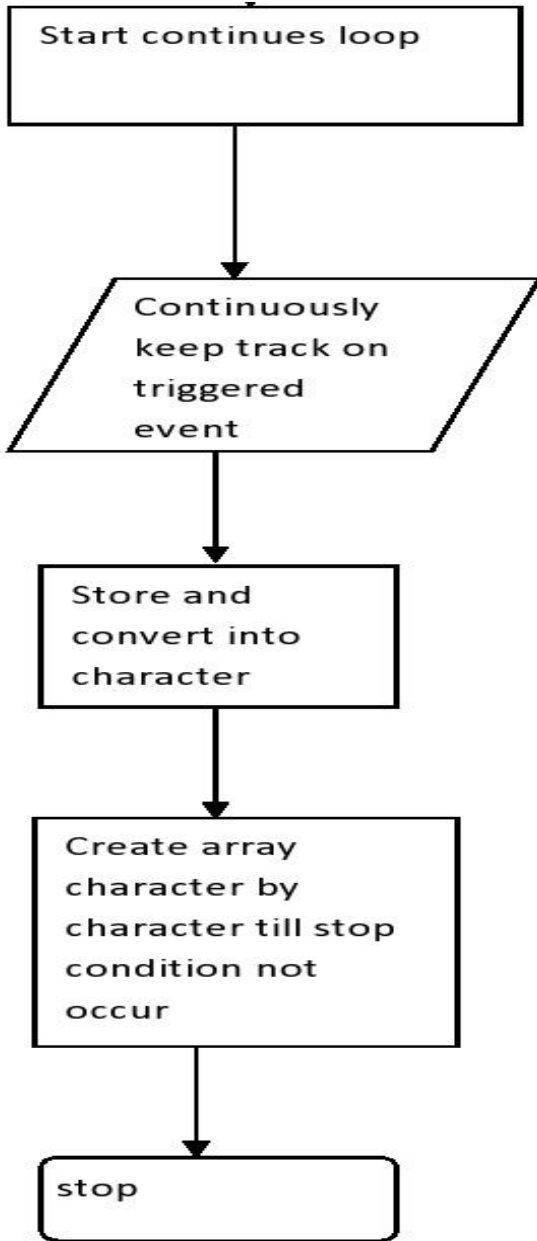 Start continues loop
Continuously
keep track on
triggered
event
Store and
convert into
character
Create array
character by
character till stop
condition not
occur
stop